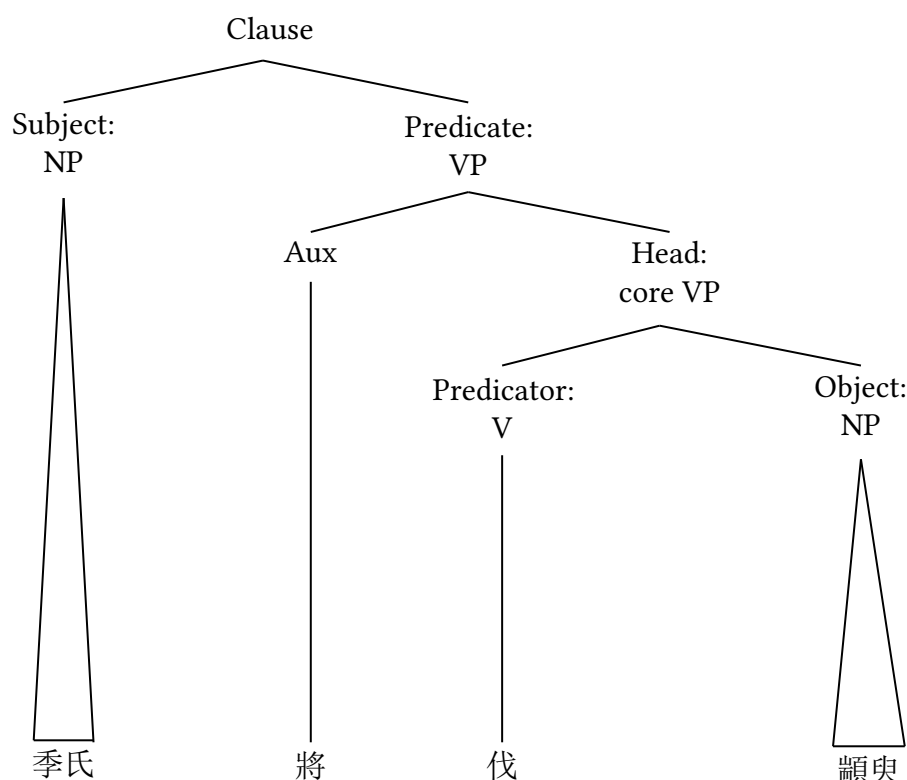 Clause
Subject:
NP
Predicate:
VP
Aux
Head:
core VP
Predicator:
V
Object:
NP
季氏
將
伐
顓臾